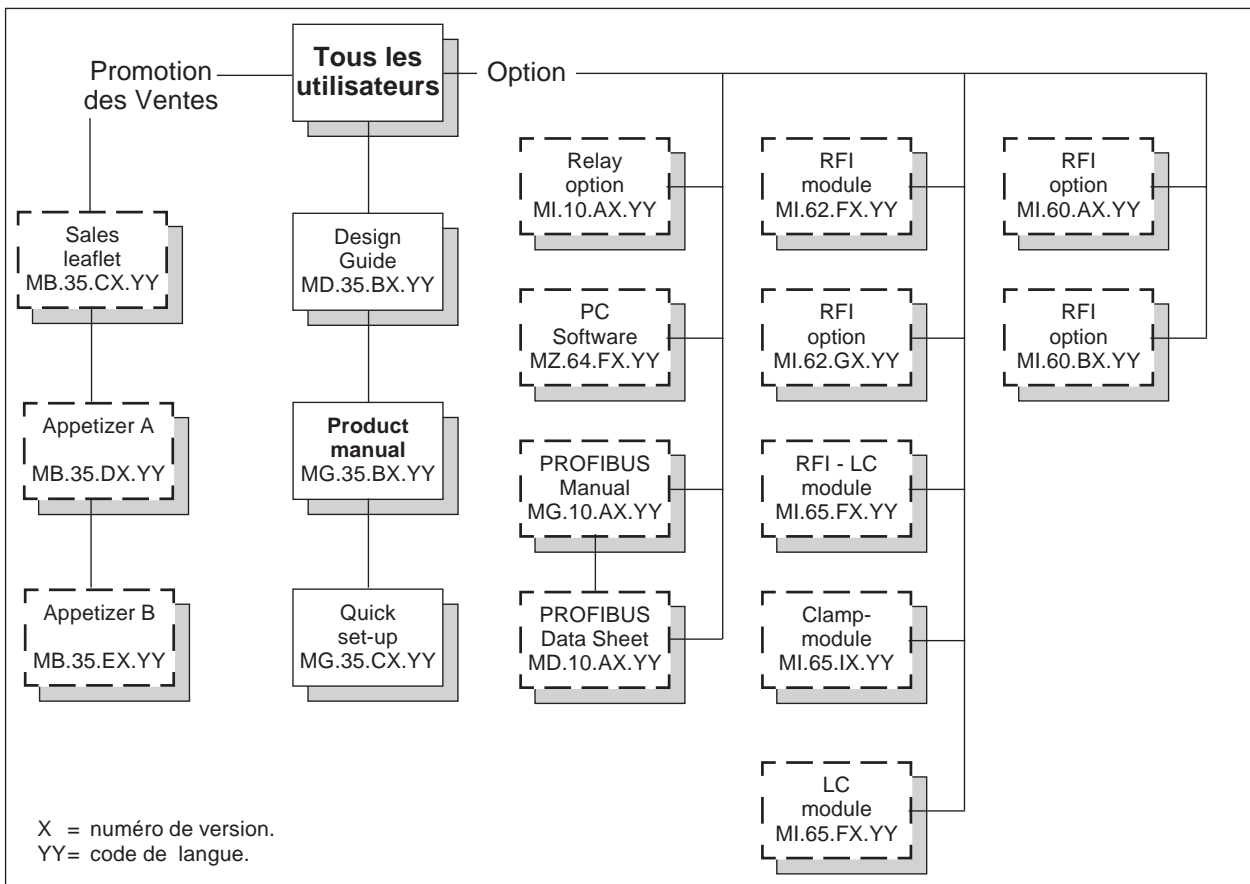 Promotion
des Ventes
Tous les
utilisateurs
Option
Sales
leaflet
MB.35.CX.YY
Appetizer A
MB.35.DX.YY
Appetizer B
MB.35.EX.YY
Design
Guide
MD.35.BX.YY
Product
manual
MG.35.BX.YY
Quick
set-up
MG.35.CX.YY
Relay
option
MI.10.AX.YY
PC
Software
MZ.64.FX.YY
PROFIBUS
Manual
MG.10.AX.YY
PROFIBUS
Data Sheet
MD.10.AX.YY
RFI
module
MI.62.FX.YY
RFI
option
MI.62.GX.YY
RFI - LC
module
MI.65.FX.YY
Clamp-
module
MI.65.IX.YY
LC
module
MI.65.FX.YY
RFI
option
MI.60.AX.YY
RFI
option
MI.60.BX.YY
X = numéro de version.
YY= code de langue.